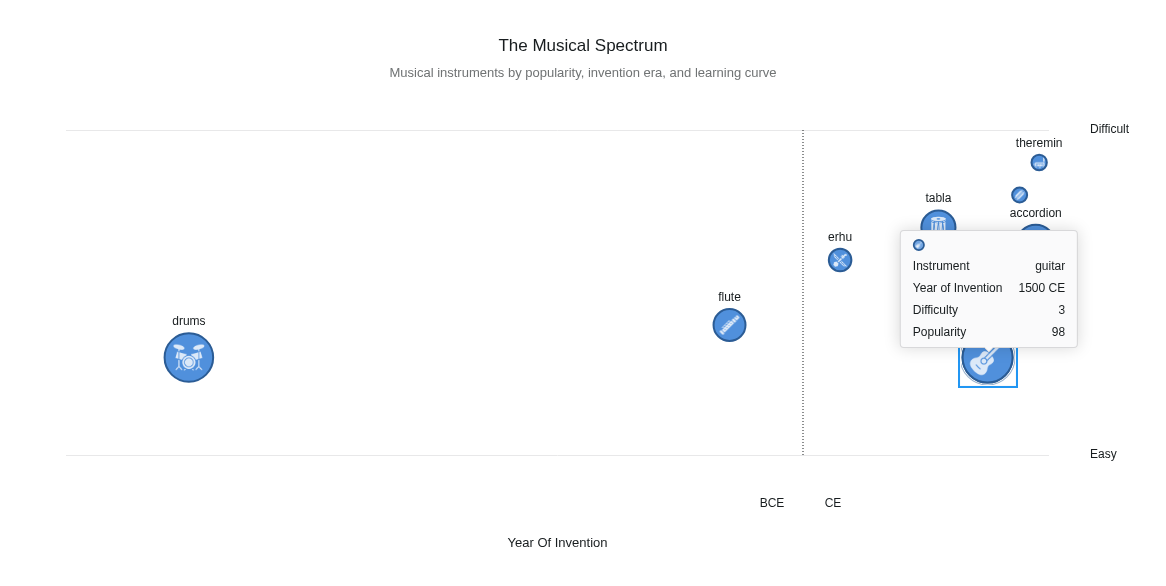 The Musical Spectrum
Musical instruments by popularity, invention era, and learning curve
Difficult
theremin
tabla
accordion
erhu
Instrument guitar
Year of Invention 1500 CE
Difficulty 3
Popularity 98
flute
drums
Easy
BCE CE
Year Of Invention